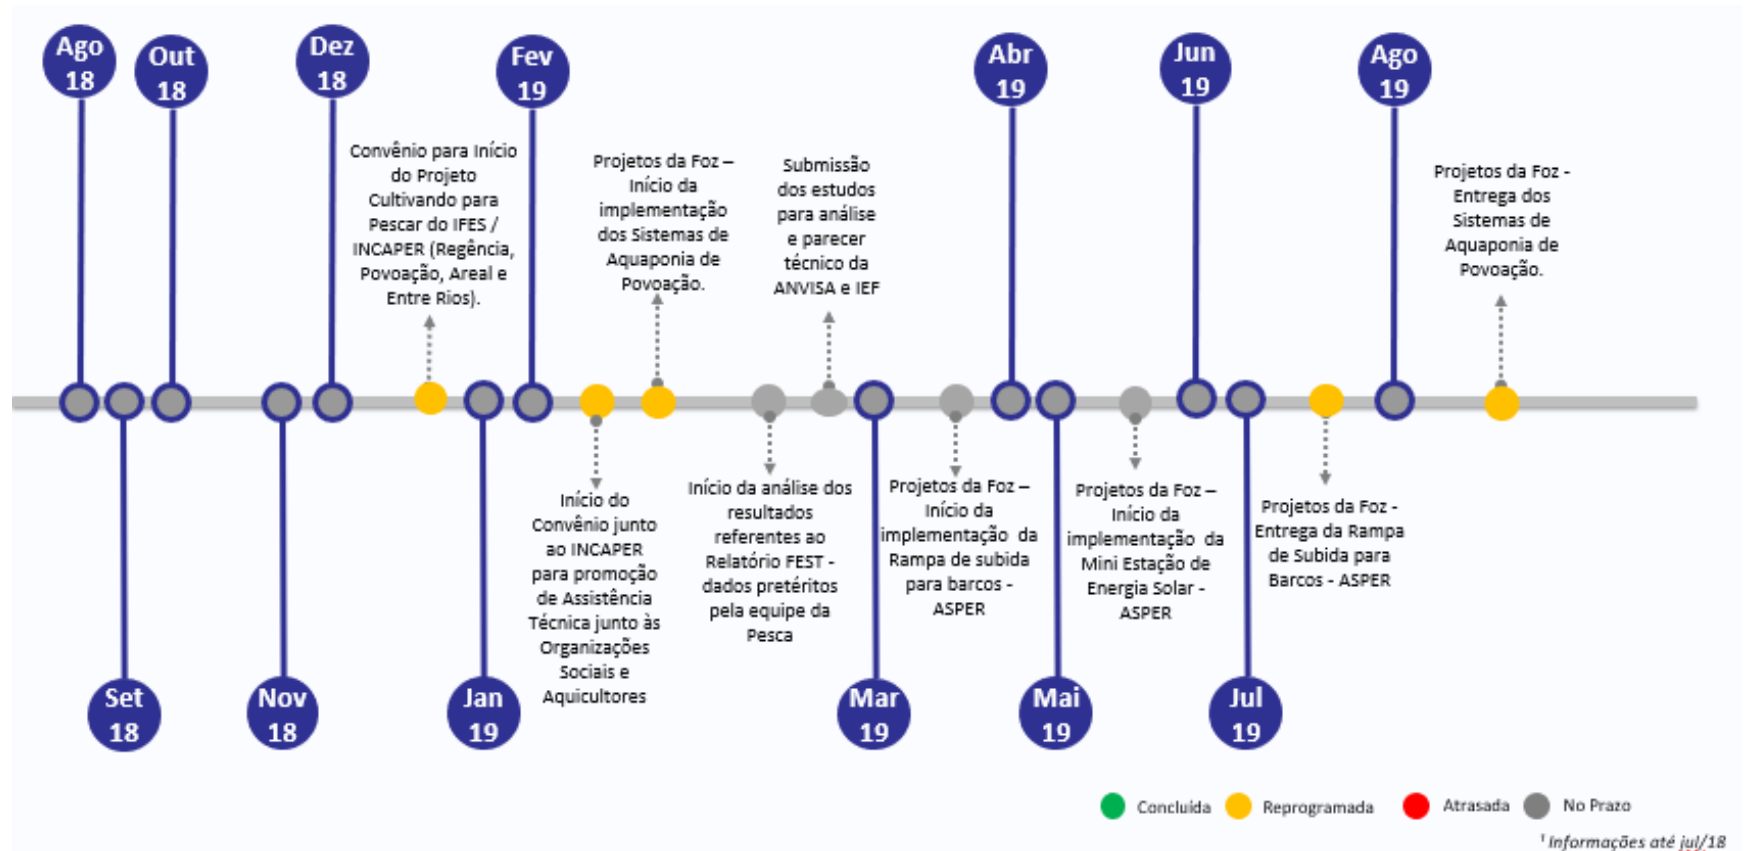 Ago
18
Out
18
Dez
18
Fev
19
Abr
19
Jun
19
Ago
19
Convênio para Início
do Projeto
Cultivando para
Pescar do IFES /
INCAPER (Regência,
Povoação, Areal e
Entre Rios).
Projetos da Foz –
Início da
implementação
dos Sistemas de
Aquaponia de
Povoação.
Submissão
dos estudos
para análise
e parecer
técnico da
ANVISA e IEF
Projetos da Foz -
Entrega dos
Sistemas de
Aquaponia de
Povoação.
Início do
Convênio junto
ao INCAPER
para promoção
de Assistência
Técnica junto às
Organizações
Sociais e
Aquicultores
Início da análise dos
resultados
referentes ao
Relatório FEST -
dados pretéritos
pela equipe da
Pesca
Projetos da Foz –
Início da
implementação da
Rampa de subida
para barcos -
ASPER
Projetos da Foz –
Início da
implementação da
Mini Estação de
Energia Solar -
ASPER
Projetos da Foz -
Entrega da Rampa
de Subida para
Barcos - ASPER
Set
18
Nov
18
Jan
19
Mar
19
Mai
19
Jul
19
Concluída
Reprogramada
Atrasada
No Prazo
¹ Informações até jul/18